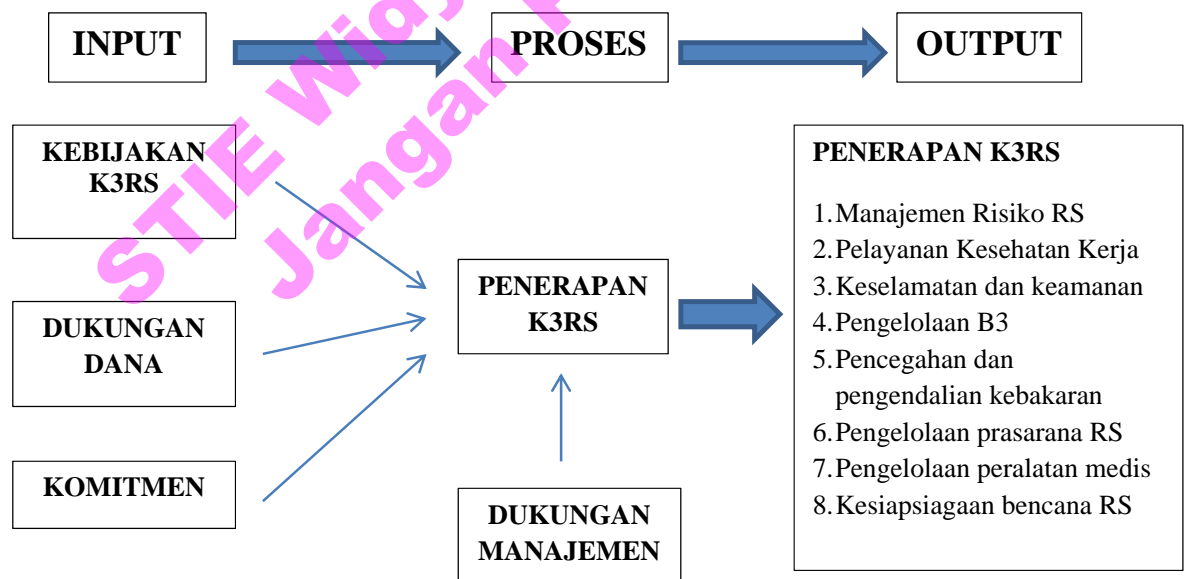 INPUT
PROSES
OUTPUT
KEBIJAKAN
K3RS
DUKUNGAN
DANA
KOMITMEN
PENERAPAN
K3RS
DUKUNGAN
MANAJEMEN
PENERAPAN K3RS
1.Manajemen Risiko RS
2.Pelayanan Kesehatan Kerja
3.Keselamatan dan keamanan
4.Pengelolaan B3
5.Pencegahan dan
pengendalian kebakaran
6.Pengelolaan prasarana RS
7.Pengelolaan peralatan medis
8.Kesiapsiagaan bencana RS
STIE
Jangan